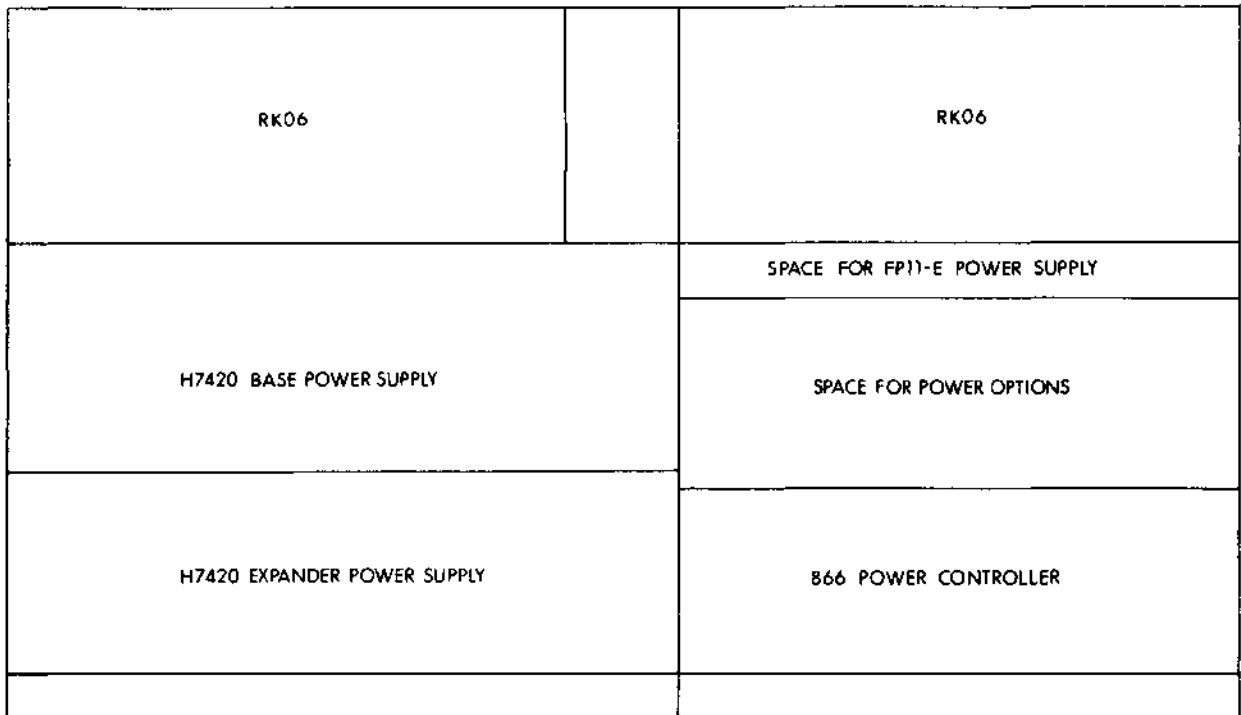 RK06
RK06
SPACE FOR FP11-E POWER SUPPLY
H7420 BASE POWER SUPPLY
SPACE FOR POWER OPTIONS
H7420 EXPANDER POWER SUPPLY
866 POWER CONTROLLER